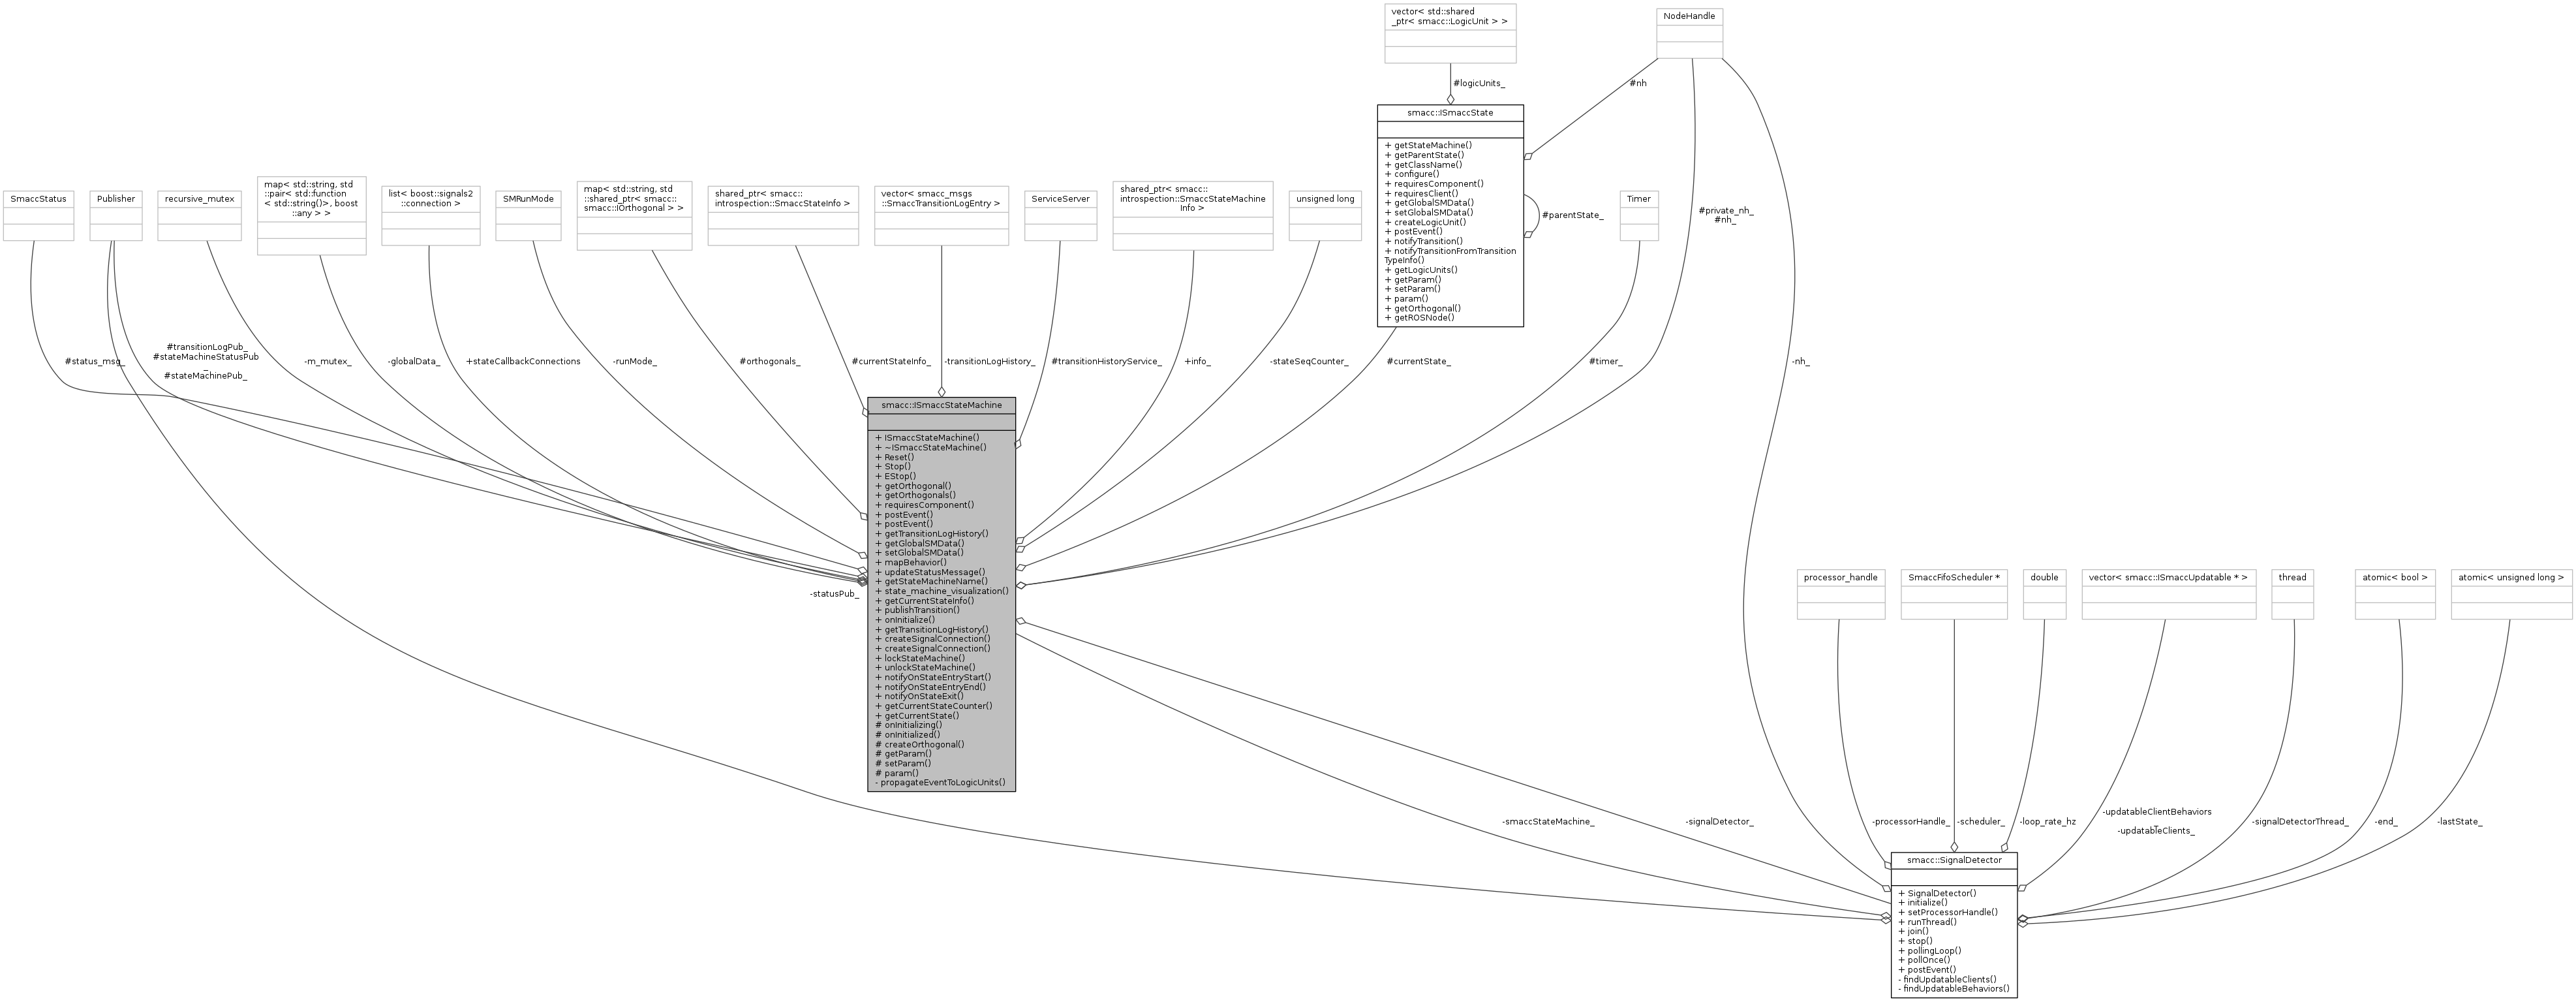 vector< std::shared
_ptr< smacc::LogicUnit > >
NodeHandle
#logicUnits_
#nh
smacc::ISmaccState
+ getStateMachine()
+ getParentState()
+ getClassName()
+ configure()
+ requiresComponent()
+ requiresClient()
+ getGlobalSMData()
+ setGlobalSMData()
+ createLogicUnit()
+ postEvent()
+ notifyTransition()
+ notifyTransitionFromTransition
TypeInfo()
+ getLogicUnits()
+ getParam()
+ setParam()
+ param()
+ getOrthogonal()
+ getROSNode()
#parentState_
SmaccStatus
Publisher
recursive_mutex
map< std::string, std
::pair< std::function
< std::string()>, boost
::any > >
list< boost::signals2
::connection >
SMRunMode
map< std::string, std
::shared_ptr< smacc::
smacc::IOrthogonal > >
shared_ptr< smacc::
introspection::SmaccStateInfo >
vector< smacc_msgs
::SmaccTransitionLogEntry >
ServiceServer
shared_ptr< smacc::
introspection::SmaccStateMachine
Info >
unsigned long
Timer
#private_nh_
#nh_
#status_msg_
#transitionLogPub_
#stateMachineStatusPub
_
#stateMachinePub_
-m_mutex_
-globalData_
+stateCallbackConnections
-runMode_
#orthogonals_
#currentStateInfo_
-transitionLogHistory_
#transitionHistoryService_
+info_
-stateSeqCounter_
#currentState_
#timer_
-nh_
smacc::ISmaccStateMachine
+ ISmaccStateMachine()
+ ~ISmaccStateMachine()
+ Reset()
+ Stop()
+ EStop()
+ getOrthogonal()
+ getOrthogonals()
+ requiresComponent()
+ postEvent()
+ postEvent()
+ getTransitionLogHistory()
+ getGlobalSMData()
+ setGlobalSMData()
+ mapBehavior()
+ updateStatusMessage()
+ getStateMachineName()
+ state_machine_visualization()
+ getCurrentStateInfo()
+ publishTransition()
+ onInitialize()
+ getTransitionLogHistory()
+ createSignalConnection()
+ createSignalConnection()
+ lockStateMachine()
+ unlockStateMachine()
+ notifyOnStateEntryStart()
+ notifyOnStateEntryEnd()
+ notifyOnStateExit()
+ getCurrentStateCounter()
+ getCurrentState()
# onInitializing()
# onInitialized()
# createOrthogonal()
# getParam()
# setParam()
# param()
- propagateEventToLogicUnits()
-statusPub_
processor_handle
SmaccFifoScheduler *
double
vector< smacc::ISmaccUpdatable * >
thread
atomic< bool >
atomic< unsigned long >
-smaccStateMachine_
-signalDetector_
-processorHandle_
-scheduler_
-loop_rate_hz
-updatableClientBehaviors
_
-updatableClients_
-signalDetectorThread_
-end_
-lastState_
smacc::SignalDetector
+ SignalDetector()
+ initialize()
+ setProcessorHandle()
+ runThread()
+ join()
+ stop()
+ pollingLoop()
+ pollOnce()
+ postEvent()
- findUpdatableClients()
- findUpdatableBehaviors()